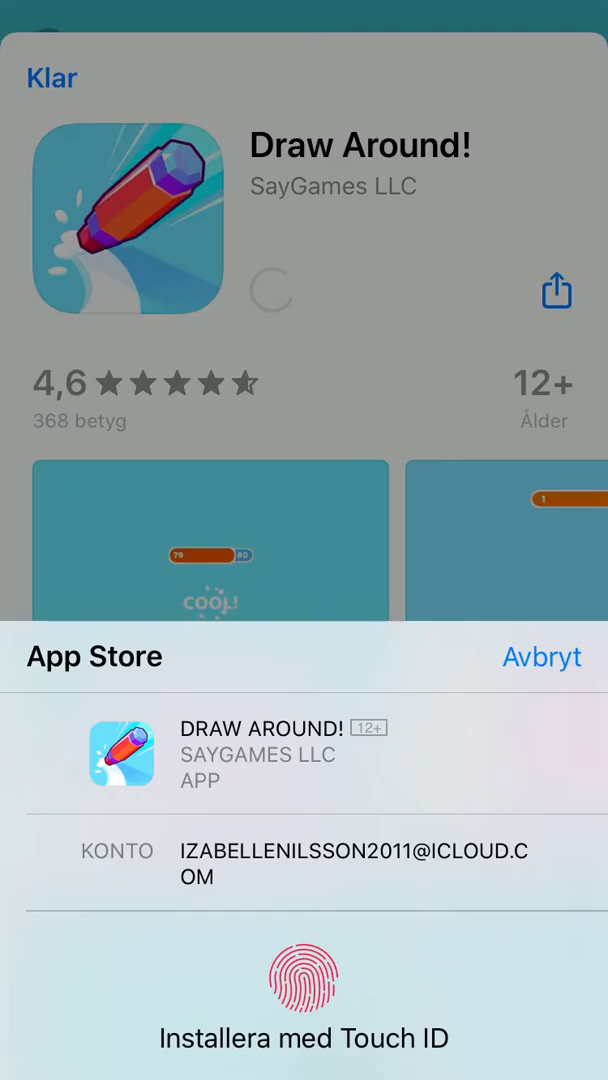 Klar
Draw Around!
SayGames LLC
4,6
12+
368 betyg
Ålder
79 80
1
COOL!
App Store
Avbryt
DRAW AROUND! 12+
SAYGAMES LLC
APP
KONTO
IZABELLENILSSON2011@ICLOUD.C
OM
Installera med Touch ID